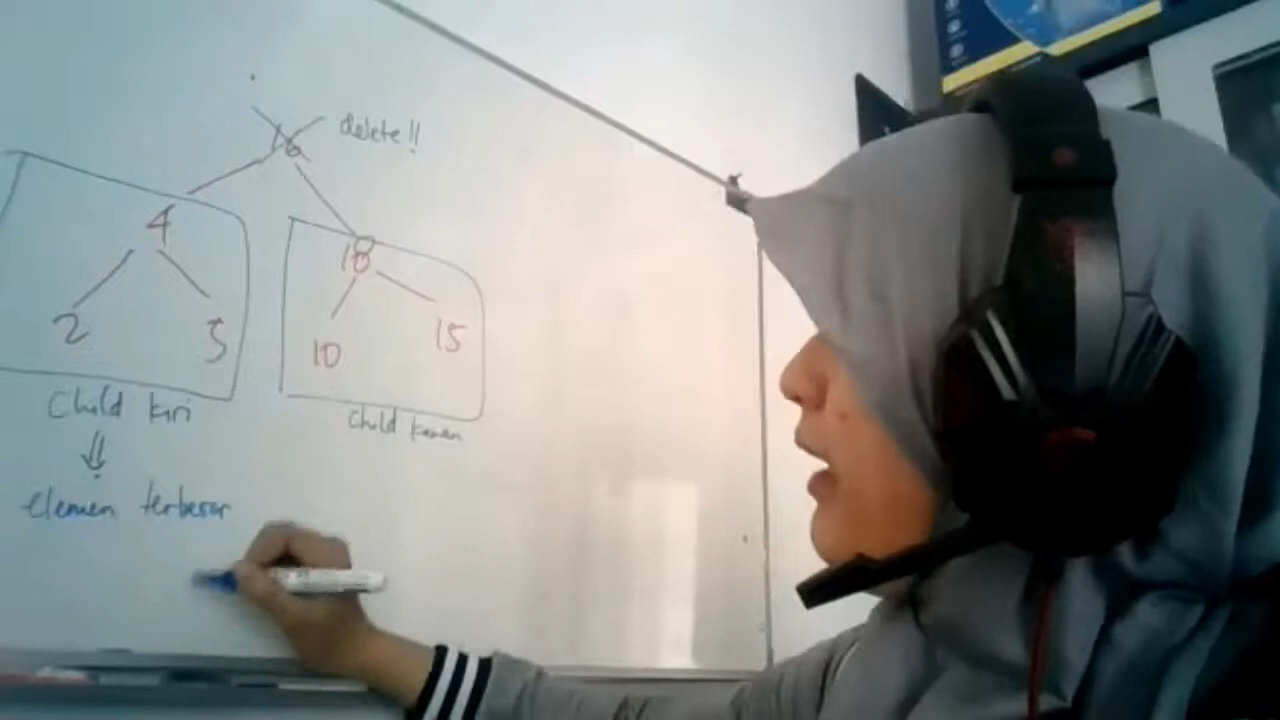 16 delete!!
4
18
2 5
10 15
Child kiri
Child kanan
⇓
elemen terbesar